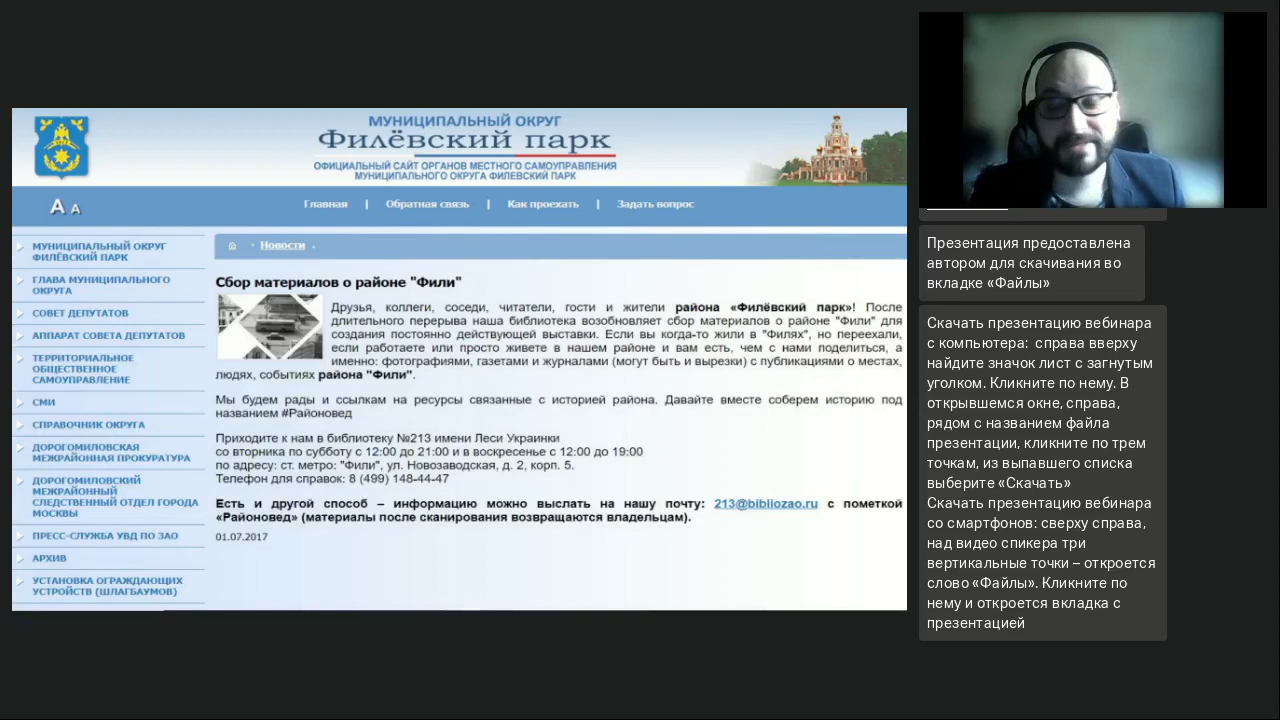 МУНИЦИПАЛЬНЫЙ ОКРУГ
Филёвский парк
ОФИЦИАЛЬНЫЙ САЙТ ОРГАНОВ МЕСТНОГО САМОУПРАВЛЕНИЯ
МУНИЦИПАЛЬНОГО ОКРУГА ФИЛЕВСКИЙ ПАРК
А А
Главная | Обратная связь | Как проехать | Задать вопрос
МУНИЦИПАЛЬНЫЙ ОКРУГ
ФИЛЁВСКИЙ ПАРК
ГЛАВА МУНИЦИПАЛЬНОГО
ОКРУГА
СОВЕТ ДЕПУТАТОВ
АППАРАТ СОВЕТА ДЕПУТАТОВ
ТЕРРИТОРИАЛЬНОЕ
ОБЩЕСТВЕННОЕ
САМОУПРАВЛЕНИЕ
СМИ
СПРАВОЧНИК ОКРУГА
ДОРОГОМИЛОВСКАЯ
МЕЖРАЙОННАЯ ПРОКУРАТУРА
ДОРОГОМИЛОВСКИЙ
МЕЖРАЙОННЫЙ
СЛЕДСТВЕННЫЙ ОТДЕЛ ГОРОДА
МОСКВЫ
ПРЕСС-СЛУЖБА УВД ПО ЗАО
АРХИВ
УСТАНОВКА ОГРАЖДАЮЩИХ
УСТРОЙСТВ (ШЛАГБАУМОВ)
Новости
Сбор материалов о районе "Фили"
Друзья, коллеги, соседи, читатели, гости и жители района «Филёвский парк»! После
длительного перерыва наша библиотека возобновляет сбор материалов о районе "Фили" для
создания постоянно действующей выставки. Если вы когда-то жили в "Филях", но переехали,
если работаете или просто живете в нашем районе и вам есть, чем с нами поделиться, а
именно: фотографиями, газетами и журналами (могут быть и вырезки) с публикациями о местах,
людях, событиях района "Фили".
Мы будем рады и ссылкам на ресурсы связанные с историей района. Давайте вместе соберем историю под
названием #Районовед
Приходите к нам в библиотеку №213 имени Леси Украинки
со вторника по субботу с 12:00 до 21:00 и в воскресенье с 12:00 до 19:00
по адресу: ст. метро: "Фили", ул. Новозаводская, д. 2, корп. 5.
Телефон для справок: 8 (499) 148-44-47
Есть и другой способ – информацию можно выслать на нашу почту: 213@bibliozao.ru с пометкой
«Районовед» (материалы после сканирования возвращаются владельцам).
01.07.2017
Презентация предоставлена
автором для скачивания во
вкладке «Файлы»
Скачать презентацию вебинара
с компьютера: справа вверху
найдите значок лист с загнутым
уголком. Кликните по нему. В
открывшемся окне, справа,
рядом с названием файла
презентации, кликните по трем
точкам, из выпавшего списка
выберите «Скачать»
Скачать презентацию вебинара
со смартфонов: сверху справа,
над видео спикера три
вертикальные точки – откроется
слово «Файлы». Кликните по
нему и откроется вкладка с
презентацией